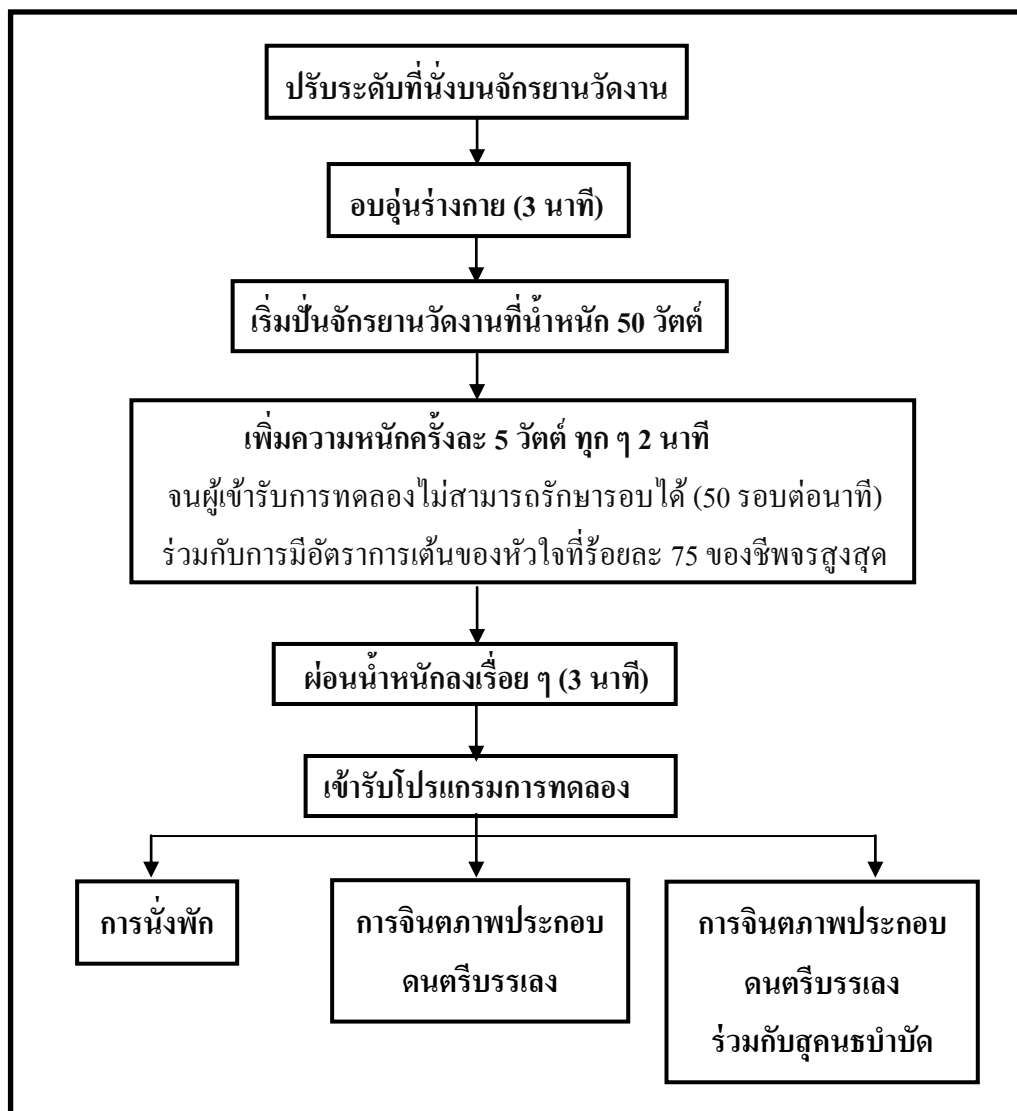 ปรับระดับที่นั่งบนจักรยานวัดงาน
อบอุ่นร่างกาย (3 นาที)
เริ่มปั่นจักรยานวัดงานที่น้ำหนัก 50 วัตต์
เพิ่มความหนักครั้งละ 5 วัตต์ ทุก ๆ 2 นาที
จนผู้เข้ารับการทดลองไม่สามารถรักษารอบได้ (50 รอบต่อนาที)
ร่วมกับการมีอัตราการเต้นของหัวใจที่ร้อยละ 75 ของชีพจรสูงสุด
ผ่อนน้ำหนักลงเรื่อย ๆ (3 นาที)
เข้ารับโปรแกรมการทดลอง
การนั่งพัก
การจินตภาพประกอบ
ดนตรีบรรเลง
การจินตภาพประกอบ
ดนตรีบรรเลง
ร่วมกับสุคนธบำบัด